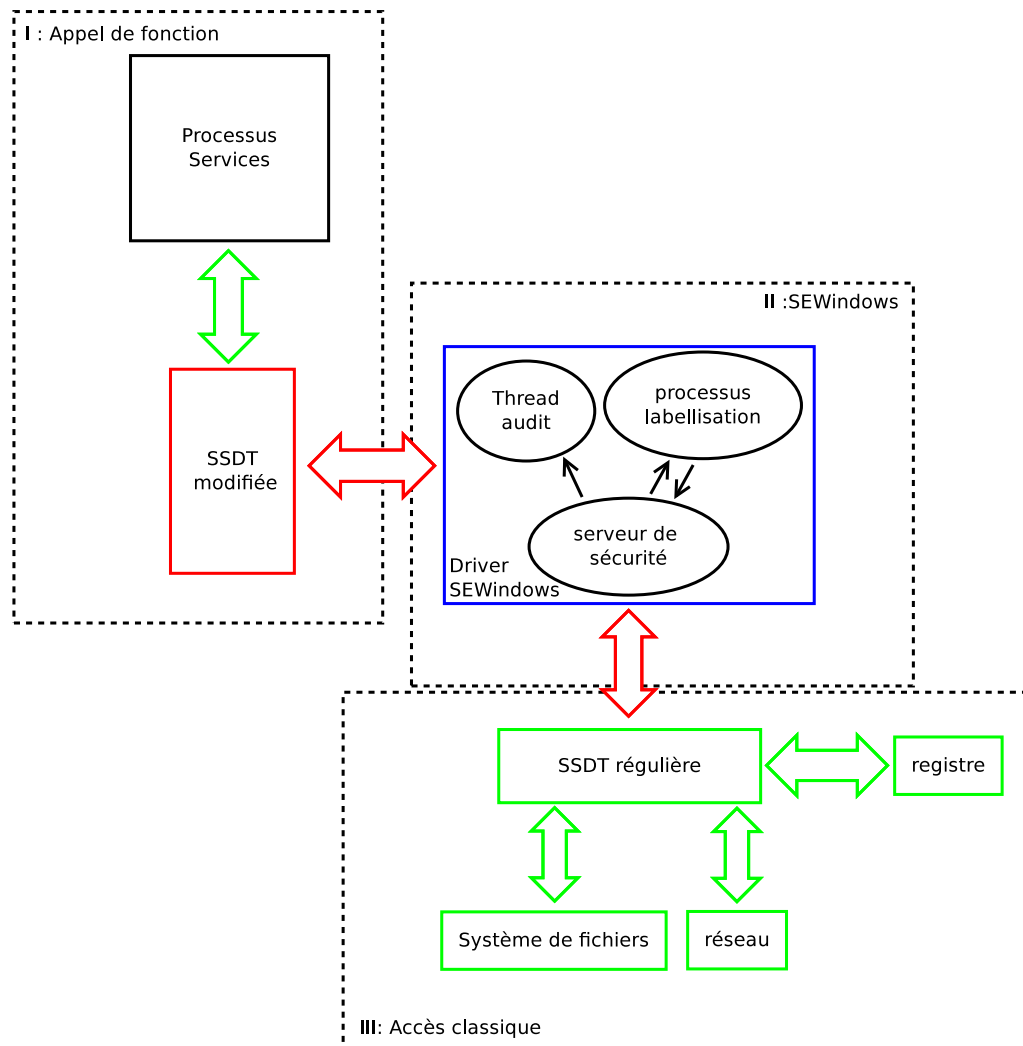 I : Appel de fonction
Processus
Services
SSDT
modifiée
II :SEWindows
Thread
audit
processus
labellisation
serveur de
sécurité
Driver
SEWindows
SSDT régulière
registre
Système de fichiers
réseau
III: Accès classique